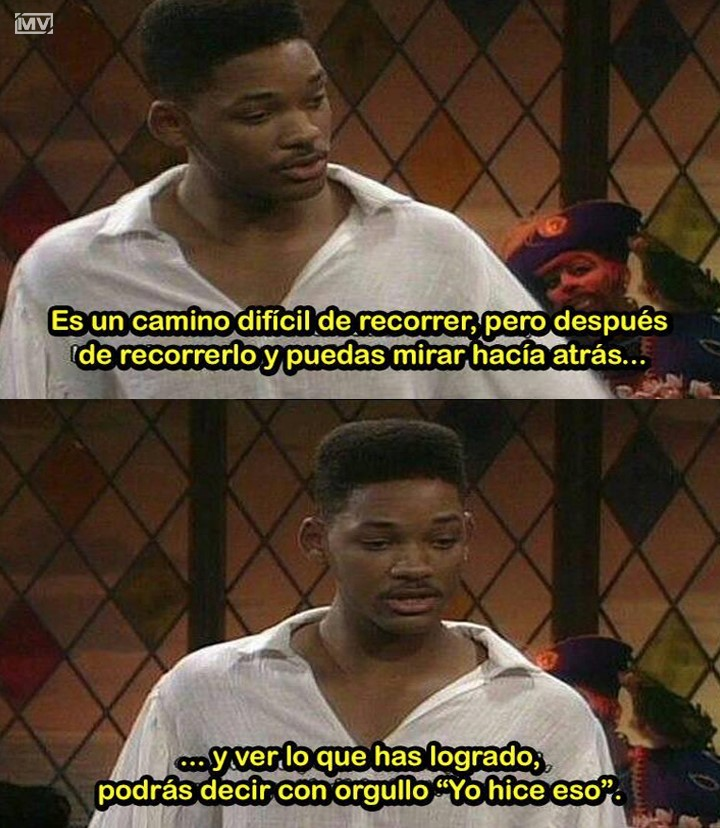 MV
Es un camino difícil de recorrer, pero después
de recorrerlo y puedas mirar hacía atrás...
... y ver lo que has logrado,
podrás decir con orgullo “Yo hice eso”.